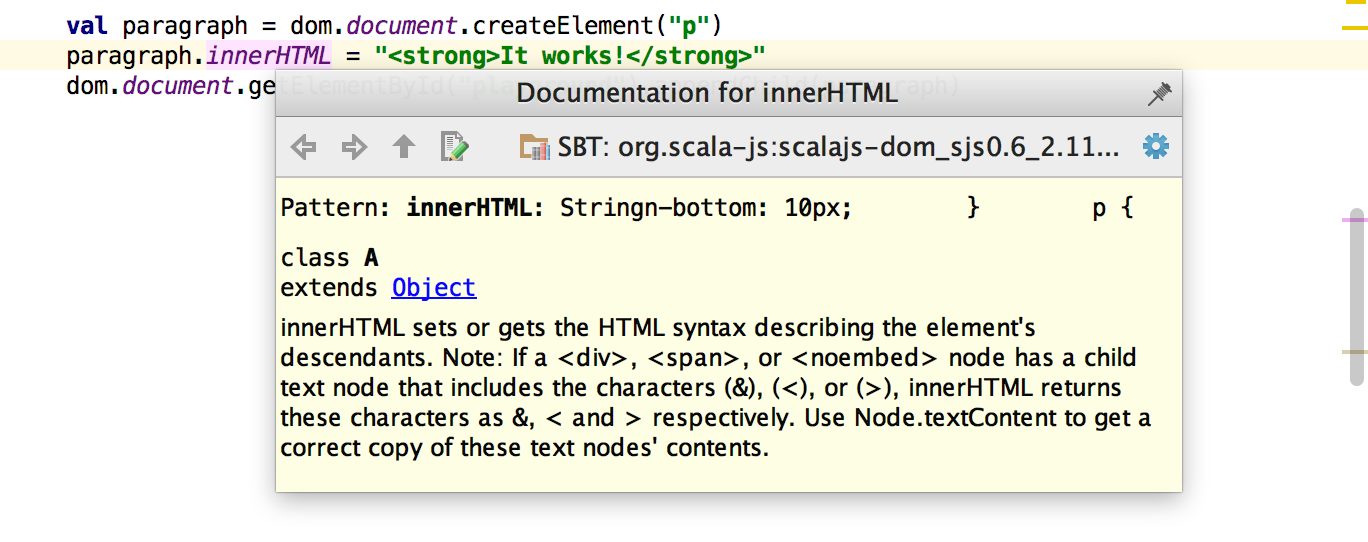 val paragraph = dom.document.createElement("p")
paragraph.innerHTML = "<strong>It works!</strong>"
dom.document.getElementById("playground").appendChild(paragraph)
Documentation for innerHTML
SBT: org.scala-js:scalajs-dom_sjs0.6_2.11...
Pattern: innerHTML: Stringn-bottom: 10px; } p {
class A
extends Object
innerHTML sets or gets the HTML syntax describing the element's
descendants. Note: If a <div>, <span>, or <noembed> node has a child
text node that includes the characters (&), (<), or (>), innerHTML returns
these characters as &, < and > respectively. Use Node.textContent to get a
correct copy of these text nodes' contents.